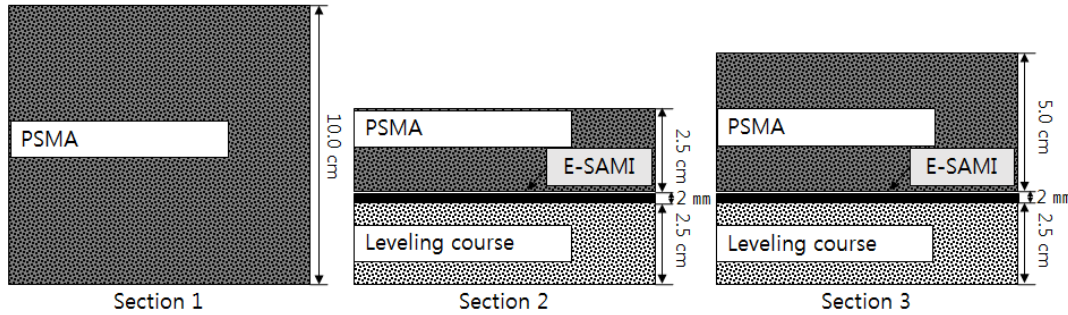 PSMA
10.0 cm
Section 1
PSMA
E-SAMI
Leveling course
2.5 cm
2 mm
2.5 cm
Section 2
PSMA
E-SAMI
Leveling course
5.0 cm
2 mm
2.5 cm
Section 3